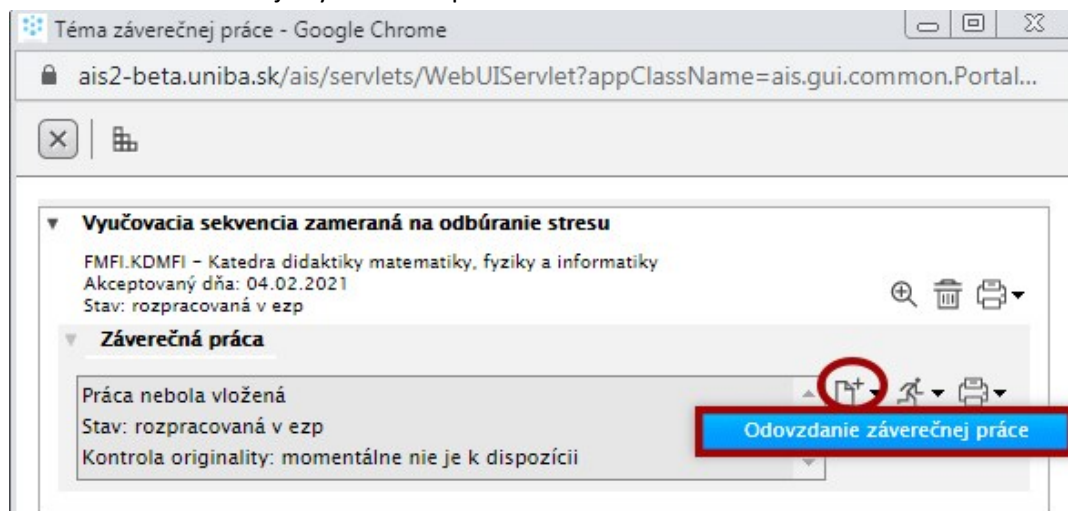 Téma záverečnej práce - Google Chrome
ais2-beta.uniba.sk/ais/servlets/WebUIServlet?appClassName=ais.gui.common.Portal...
Vyučovacia sekvencia zameraná na odbúranie stresu
FMFI.KDMFI – Katedra didaktiky matematiky, fyziky a informatiky
Akceptovaný dňa: 04.02.2021
Stav: rozpracovaná v ezp
Záverečná práca
Práca nebola vložená
Stav: rozpracovaná v ezp
Odovzdanie záverečnej práce
Kontrola originality: momentálne nie je k dispozícii